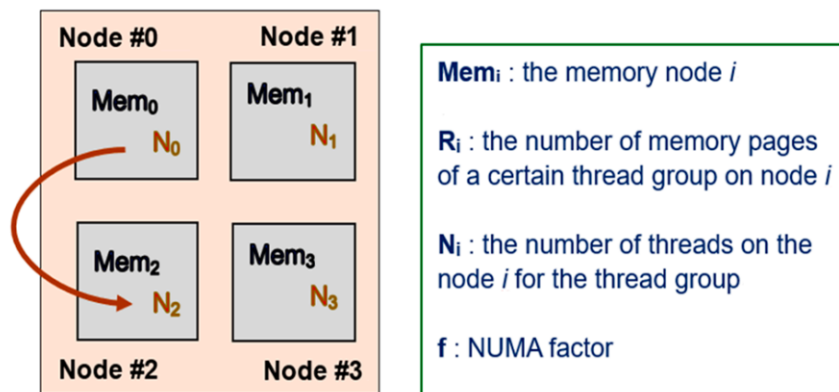 Node #0
Node #1
Mem₀
N₀
Mem₁
N₁
Mem₂
N₂
Mem₃
N₃
Node #2
Node #3
Memᵢ : the memory node i
Rᵢ : the number of memory pages
of a certain thread group on node i
Nᵢ : the number of threads on the
node i for the thread group
f : NUMA factor